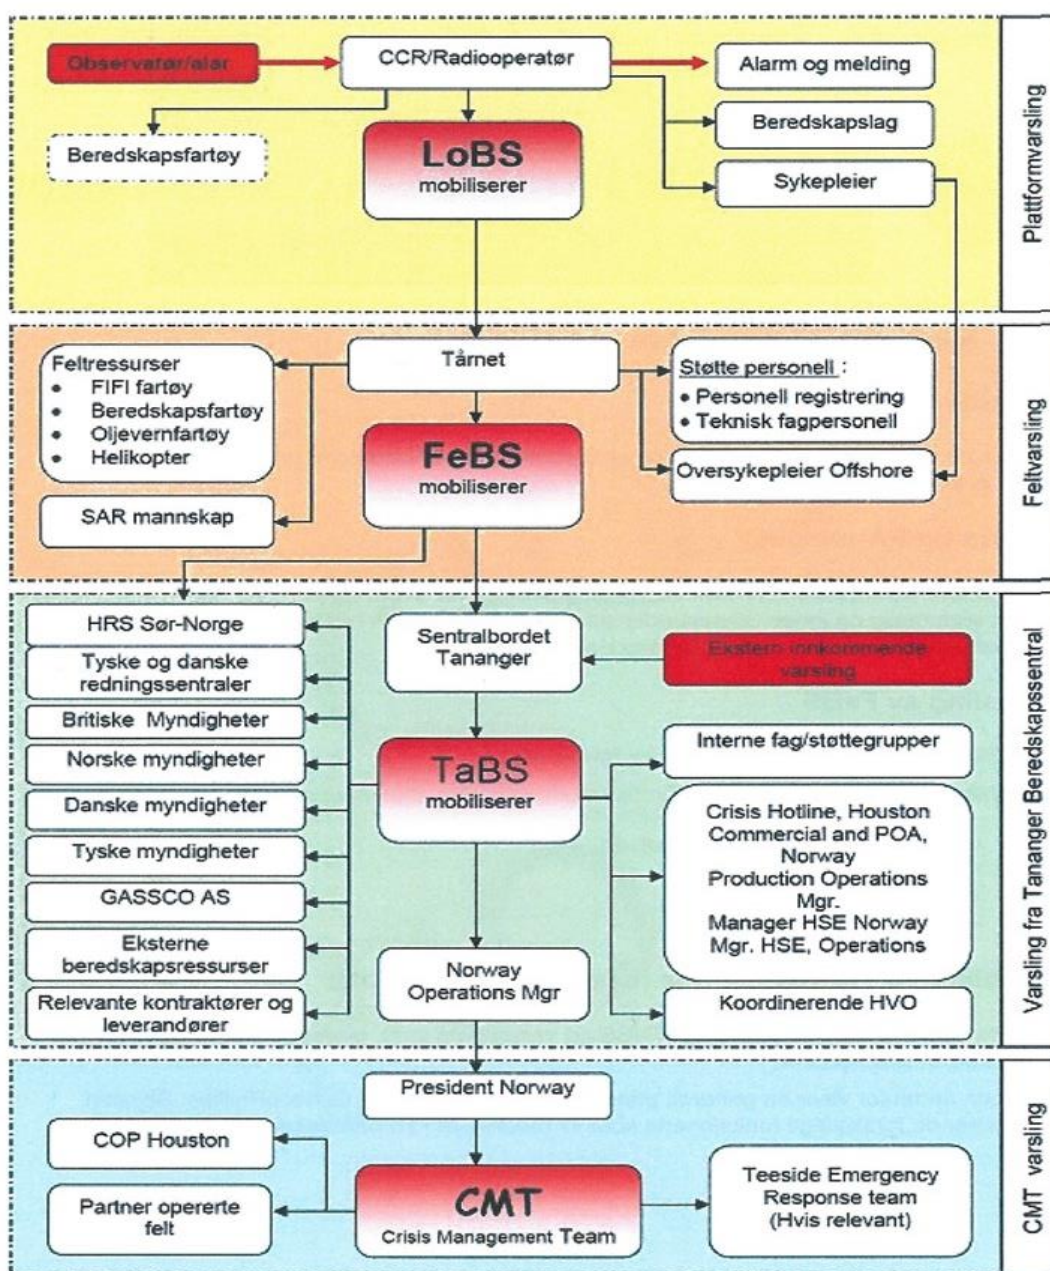 Observatør/alar
CCR/Radiooperatør
Alarm og melding
Beredskapsfartøy
LoBS
mobiliserer
Beredskapslag
Sykepleier
Plattformvarsling
Feltressurser
● FIFI fartøy
● Beredskapsfartøy
● Oljevernfartøy
● Helikopter
SAR mannskap
Tårnet
FeBS
mobiliserer
Støtte personell :
● Personell registrering
● Teknisk fagpersonell
Oversykepleier Offshore
Feltvarsling
HRS Sør-Norge
Tyske og danske
redningssentraler
Britiske Myndigheter
Norske myndigheter
Danske myndigheter
Tyske myndigheter
GASSCO AS
Eksterne
beredskapsressurser
Relevante kontraktører og
leverandører
Sentralbordet
Tananger
TaBS
mobiliserer
Norway
Operations Mgr
Ekstern innkommende
varsling
Interne fag/støttegrupper
Crisis Hotline, Houston
Commercial and POA,
Norway
Production Operations
Mgr.
Manager HSE Norway
Mgr. HSE, Operations
Koordinerende HVO
Varsling fra Tananger Beredskapssentral
President Norway
COP Houston
Partner opererte
felt
CMT
Crisis Management Team
Teeside Emergency
Response team
(Hvis relevant)
CMT varsling